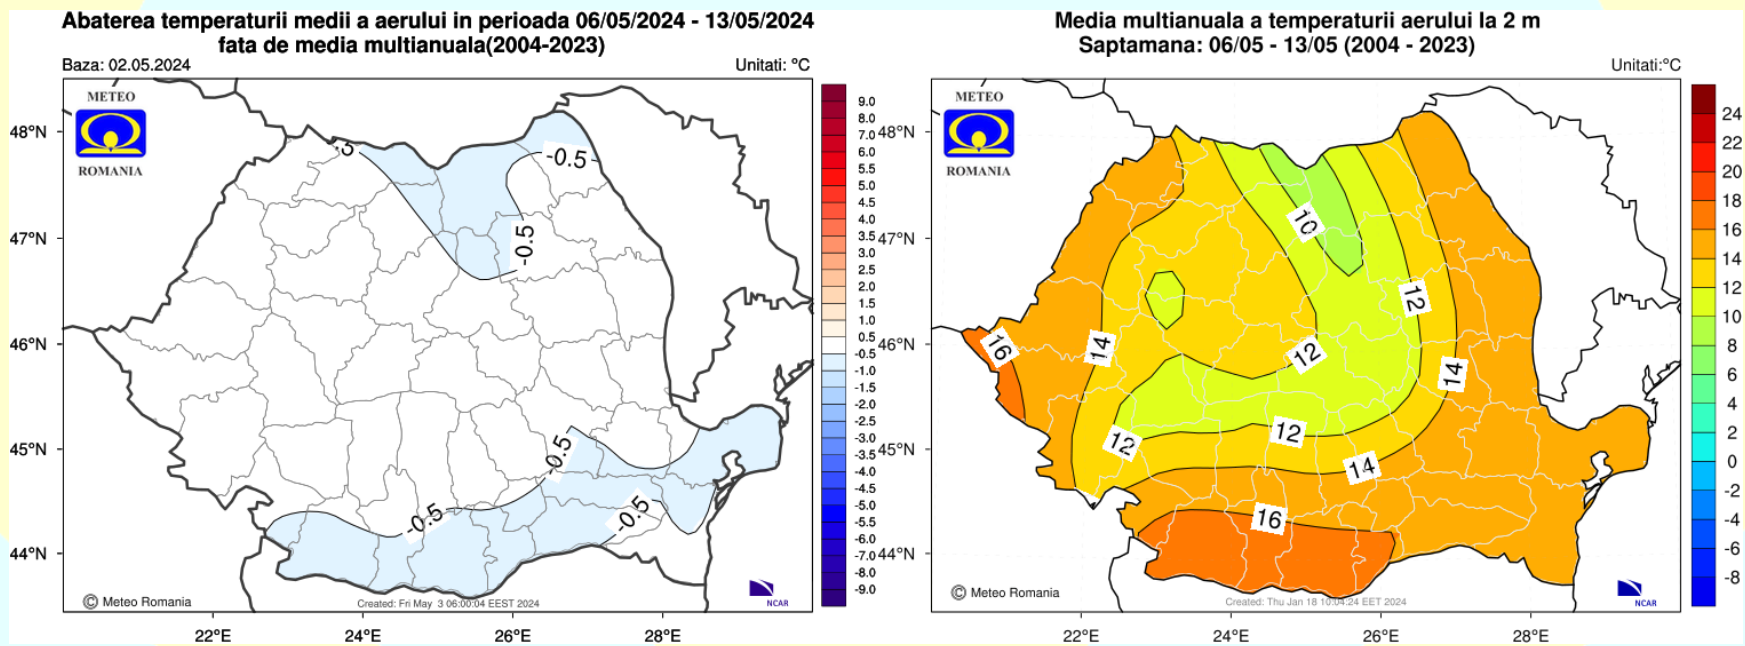 Abaterea temperaturii medii a aerului in perioada 06/05/2024 - 13/05/2024
fata de media multianuala(2004-2023)
Baza: 02.05.2024
Unitati: °C
METEO
ROMANIA
48°N
47°N
46°N
45°N
44°N
-0.5
-0.5
-0.5
-0.5
-0.5
9.0
8.0
7.0
6.0
5.5
5.0
4.5
4.0
3.5
3.0
2.5
2.0
1.5
1.0
0.5
-0.5
-1.0
-1.5
-2.0
-2.5
-3.0
-3.5
-4.0
-4.5
-5.0
-5.5
-6.0
-7.0
-8.0
-9.0
© Meteo Romania
Created: Fri May 3 06:00:04 EEST 2024
NCAR
22°E
24°E
26°E
28°E
Media multianuala a temperaturii aerului la 2 m
Saptamana: 06/05 - 13/05 (2004 - 2023)
Unitati:°C
METEO
ROMANIA
48°N
47°N
46°N
45°N
44°N
10
12
16
14
12
14
12
12
14
16
24
22
20
18
16
14
12
10
8
6
4
2
0
-2
-4
-6
-8
© Meteo Romania
Created: Thu Jan 18 10:04:24 EET 2024
NCAR
22°E
24°E
26°E
28°E